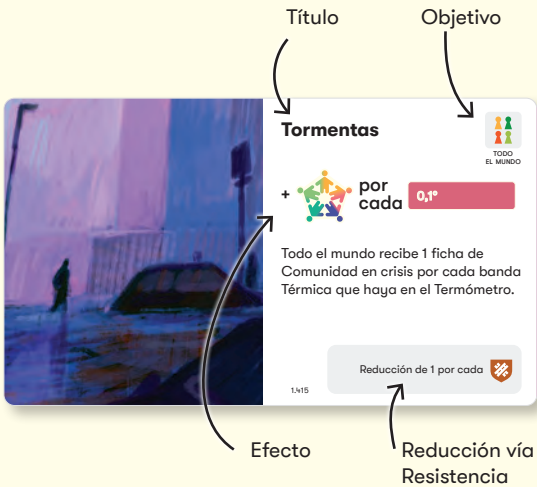 Título
Objetivo
Tormentas
TODO
EL MUNDO
+
por
cada
0,1°
Todo el mundo recibe 1 ficha de
Comunidad en crisis por cada banda
Térmica que haya en el Termómetro.
Reducción de 1 por cada
1.415
Efecto
Reducción vía
Resistencia